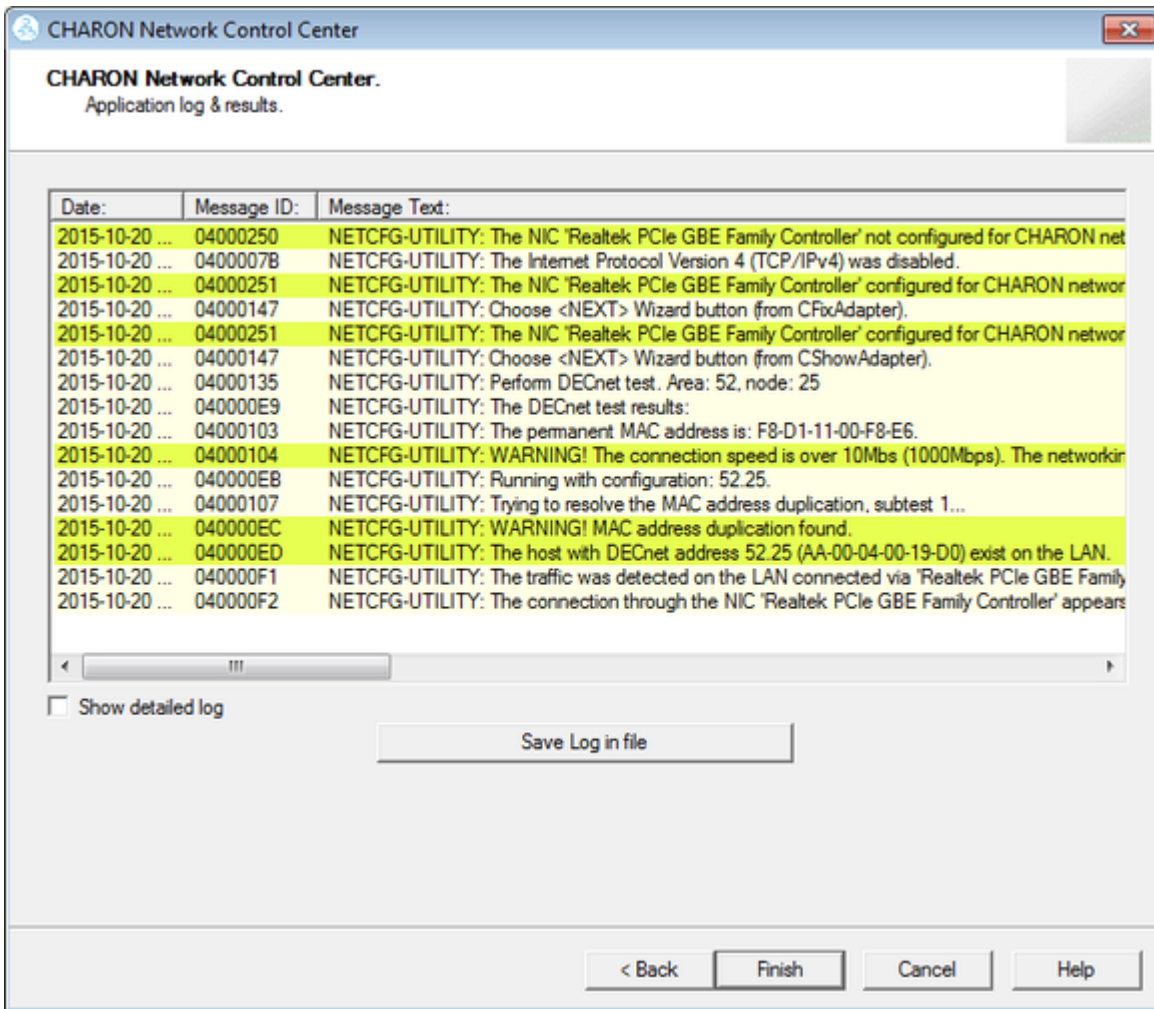 CHARON Network Control Center
CHARON Network Control Center.
Application log & results.
Date: Message ID: Message Text:
2015-10-20 ... 04000250 NETCFG-UTILITY: The NIC 'Realtek PCIe GBE Family Controller' not configured for CHARON net
2015-10-20 ... 0400007B NETCFG-UTILITY: The Internet Protocol Version 4 (TCP/IPv4) was disabled.
2015-10-20 ... 04000251 NETCFG-UTILITY: The NIC 'Realtek PCIe GBE Family Controller' configured for CHARON networ
2015-10-20 ... 04000147 NETCFG-UTILITY: Choose <NEXT> Wizard button (from CFixAdapter).
2015-10-20 ... 04000251 NETCFG-UTILITY: The NIC 'Realtek PCIe GBE Family Controller' configured for CHARON networ
2015-10-20 ... 04000147 NETCFG-UTILITY: Choose <NEXT> Wizard button (from CShowAdapter).
2015-10-20 ... 04000135 NETCFG-UTILITY: Perform DECnet test. Area: 52, node: 25
2015-10-20 ... 040000E9 NETCFG-UTILITY: The DECnet test results:
2015-10-20 ... 04000103 NETCFG-UTILITY: The permanent MAC address is: F8-D1-11-00-F8-E6.
2015-10-20 ... 04000104 NETCFG-UTILITY: WARNING! The connection speed is over 10Mbs (1000Mbps). The networkin
2015-10-20 ... 040000EB NETCFG-UTILITY: Running with configuration: 52.25.
2015-10-20 ... 04000107 NETCFG-UTILITY: Trying to resolve the MAC address duplication, subtest 1...
2015-10-20 ... 040000EC NETCFG-UTILITY: WARNING! MAC address duplication found.
2015-10-20 ... 040000ED NETCFG-UTILITY: The host with DECnet address 52.25 (AA-00-04-00-19-D0) exist on the LAN.
2015-10-20 ... 040000F1 NETCFG-UTILITY: The traffic was detected on the LAN connected via "Realtek PCIe GBE Family
2015-10-20 ... 040000F2 NETCFG-UTILITY: The connection through the NIC 'Realtek PCIe GBE Family Controller' appears
Show detailed log
Save Log in file
< Back Finish Cancel Help